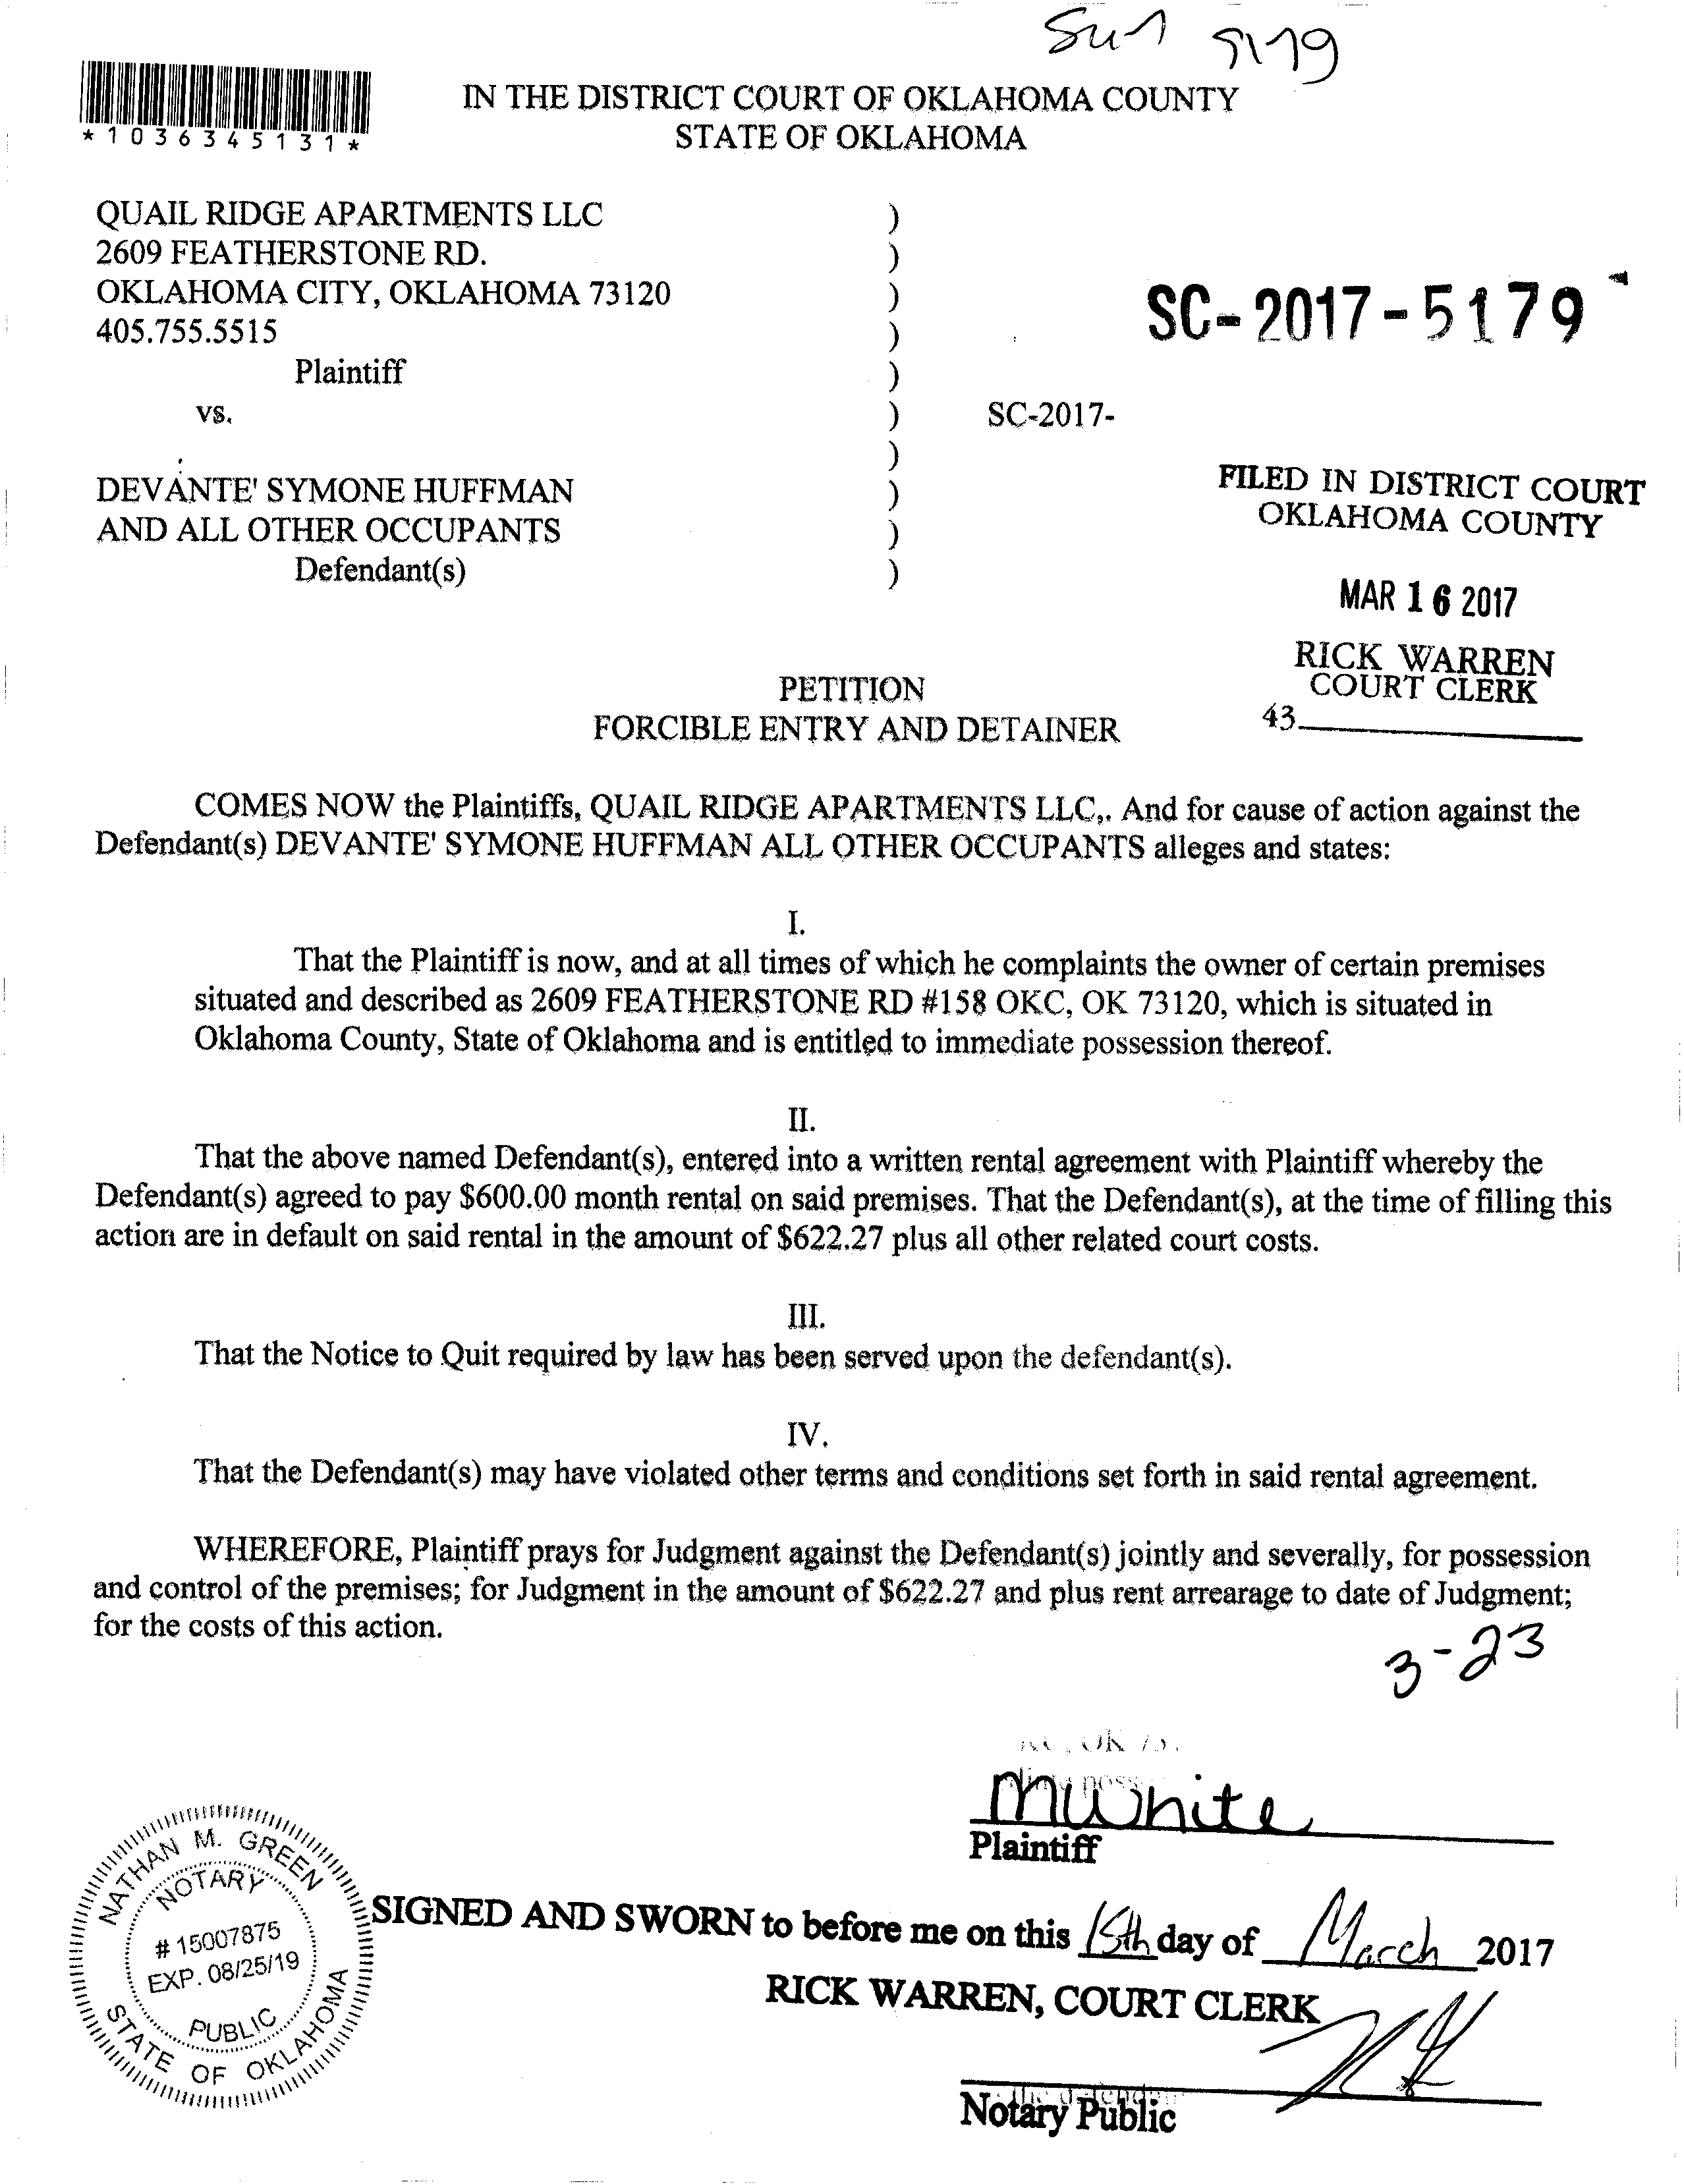 5179
*1036345131*
IN THE DISTRICT COURT OF OKLAHOMA COUNTY
STATE OF OKLAHOMA
QUAIL RIDGE APARTMENTS LLC )
2609 FEATHERSTONE RD. )
OKLAHOMA CITY, OKLAHOMA 73120 )
405.755.5515 )
SC-2017-5179
Plaintiff )
vs. ) SC-2017-
)
DEVANTE' SYMONE HUFFMAN )
AND ALL OTHER OCCUPANTS )
Defendant(s) )
FILED IN DISTRICT COURT
OKLAHOMA COUNTY
MAR 16 2017
RICK WARREN
COURT CLERK
43
PETITION
FORCIBLE ENTRY AND DETAINER
COMES NOW the Plaintiffs, QUAIL RIDGE APARTMENTS LLC,. And for cause of action against the
Defendant(s) DEVANTE' SYMONE HUFFMAN ALL OTHER OCCUPANTS alleges and states:
I.
That the Plaintiff is now, and at all times of which he complaints the owner of certain premises
situated and described as 2609 FEATHERSTONE RD #158 OKC, OK 73120, which is situated in
Oklahoma County, State of Oklahoma and is entitled to immediate possession thereof.
II.
That the above named Defendant(s), entered into a written rental agreement with Plaintiff whereby the
Defendant(s) agreed to pay $600.00 month rental on said premises. That the Defendant(s), at the time of filling this
action are in default on said rental in the amount of $622.27 plus all other related court costs.
III.
That the Notice to Quit required by law has been served upon the defendant(s).
IV.
That the Defendant(s) may have violated other terms and conditions set forth in said rental agreement.
WHEREFORE, Plaintiff prays for Judgment against the Defendant(s) jointly and severally, for possession
and control of the premises; for Judgment in the amount of $622.27 and plus rent arrearage to date of Judgment;
for the costs of this action.
3-23
MWhite
Plaintiff
NATHAN M. GREEN
NOTARY
# 15007875
EXP. 08/25/19
PUBLIC
STATE OF OKLAHOMA
SIGNED AND SWORN to before me on this 15th day of March 2017
RICK WARREN, COURT CLERK
Notary Public